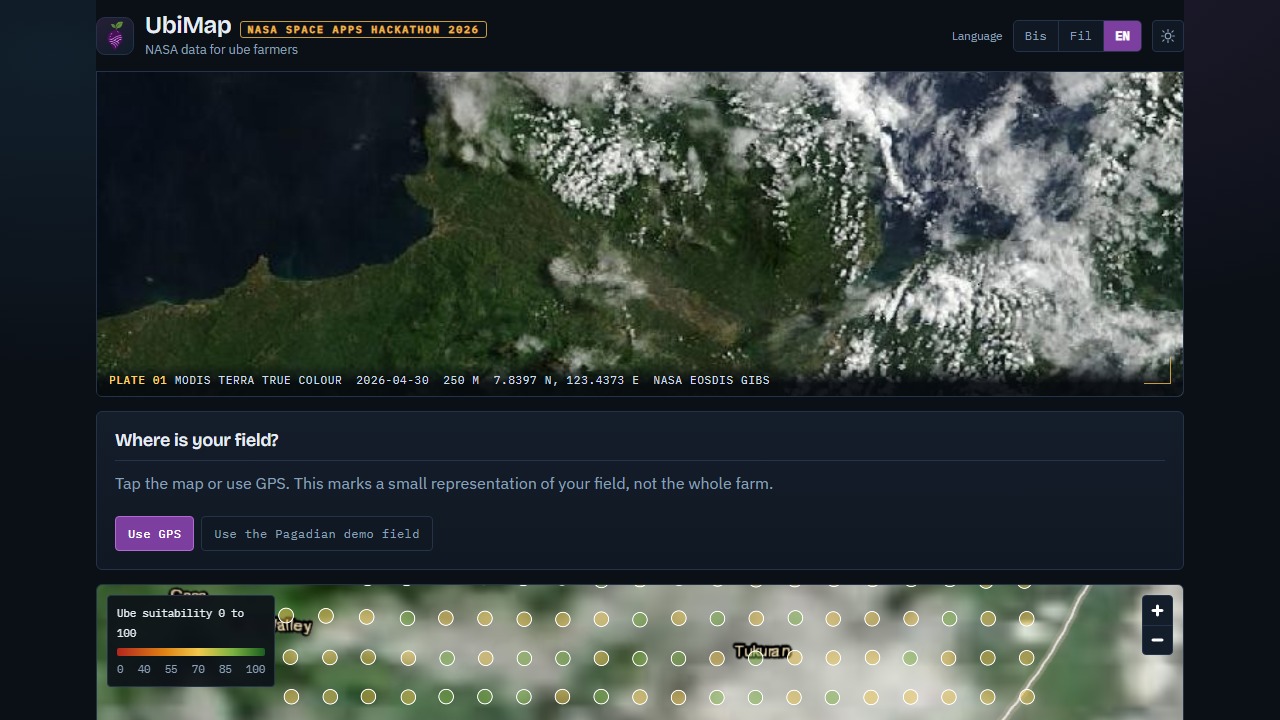 UbiMap NASA SPACE APPS HACKATHON 2026
NASA data for ube farmers
Language Bis Fil EN
PLATE 01 MODIS TERRA TRUE COLOUR 2026-04-30 250 M 7.8397 N, 123.4373 E NASA EOSDIS GIBS
Where is your field?
Tap the map or use GPS. This marks a small representation of your field, not the whole farm.
Use GPS
Use the Pagadian demo field
Ube suitability 0 to
100
0 40 55 70 85 100
Tukuran
+
−